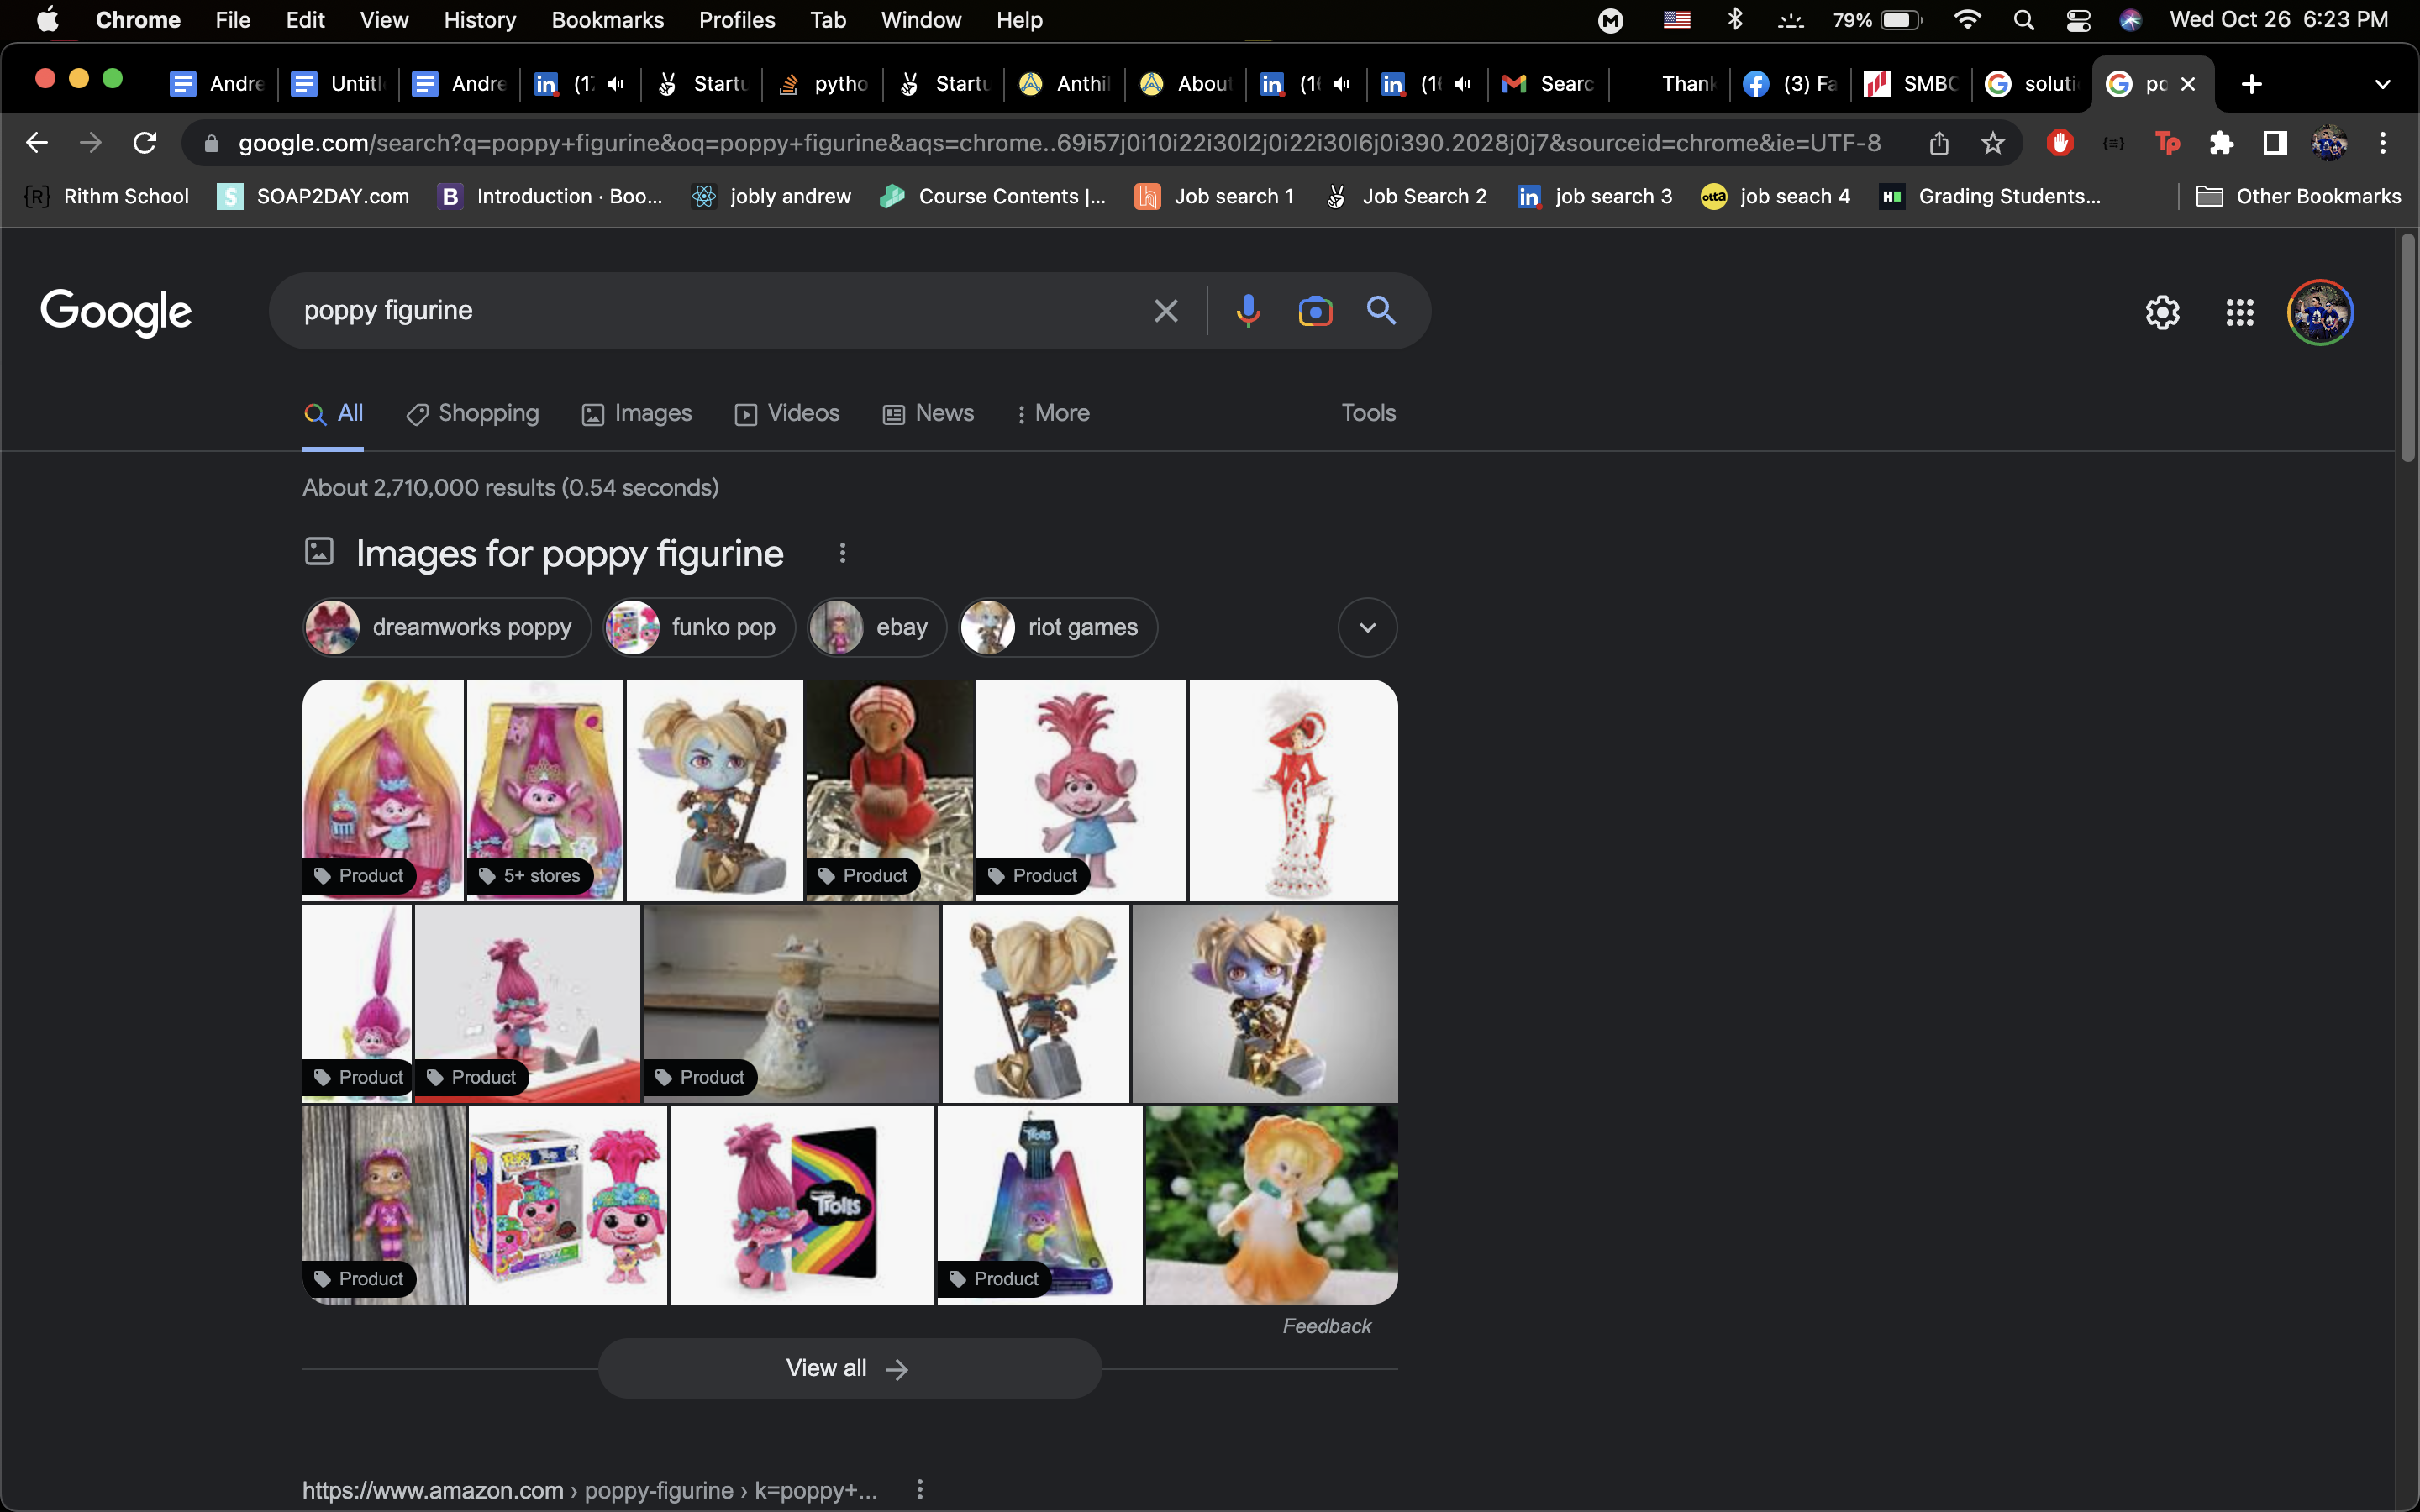 Chrome File Edit View History Bookmarks Profiles Tab Window Help 79% Wed Oct 26 6:23 PM
Andre Untitl Andre (1 Startu pytho Startu Anthil About (1 (1 Searc Thank (3) Fa SMBC soluti po
google.com/search?q=poppy+figurine&oq=poppy+figurine&aqs=chrome..69i57j0i10i22i30l2j0i22i30l6j0i390.2028j0j7&sourceid=chrome&ie=UTF-8
Rithm School SOAP2DAY.com Introduction · Boo... jobly andrew Course Contents |... Job search 1 Job Search 2 job search 3 job seach 4 Grading Students... Other Bookmarks
Google poppy figurine
All Shopping Images Videos News More Tools
About 2,710,000 results (0.54 seconds)
Images for poppy figurine
dreamworks poppy funko pop ebay riot games
Product 5+ stores Product Product
Product Product Product
Trolls
Trolls
Product Product
Feedback
View all
https://www.amazon.com › poppy-figurine › k=poppy+...